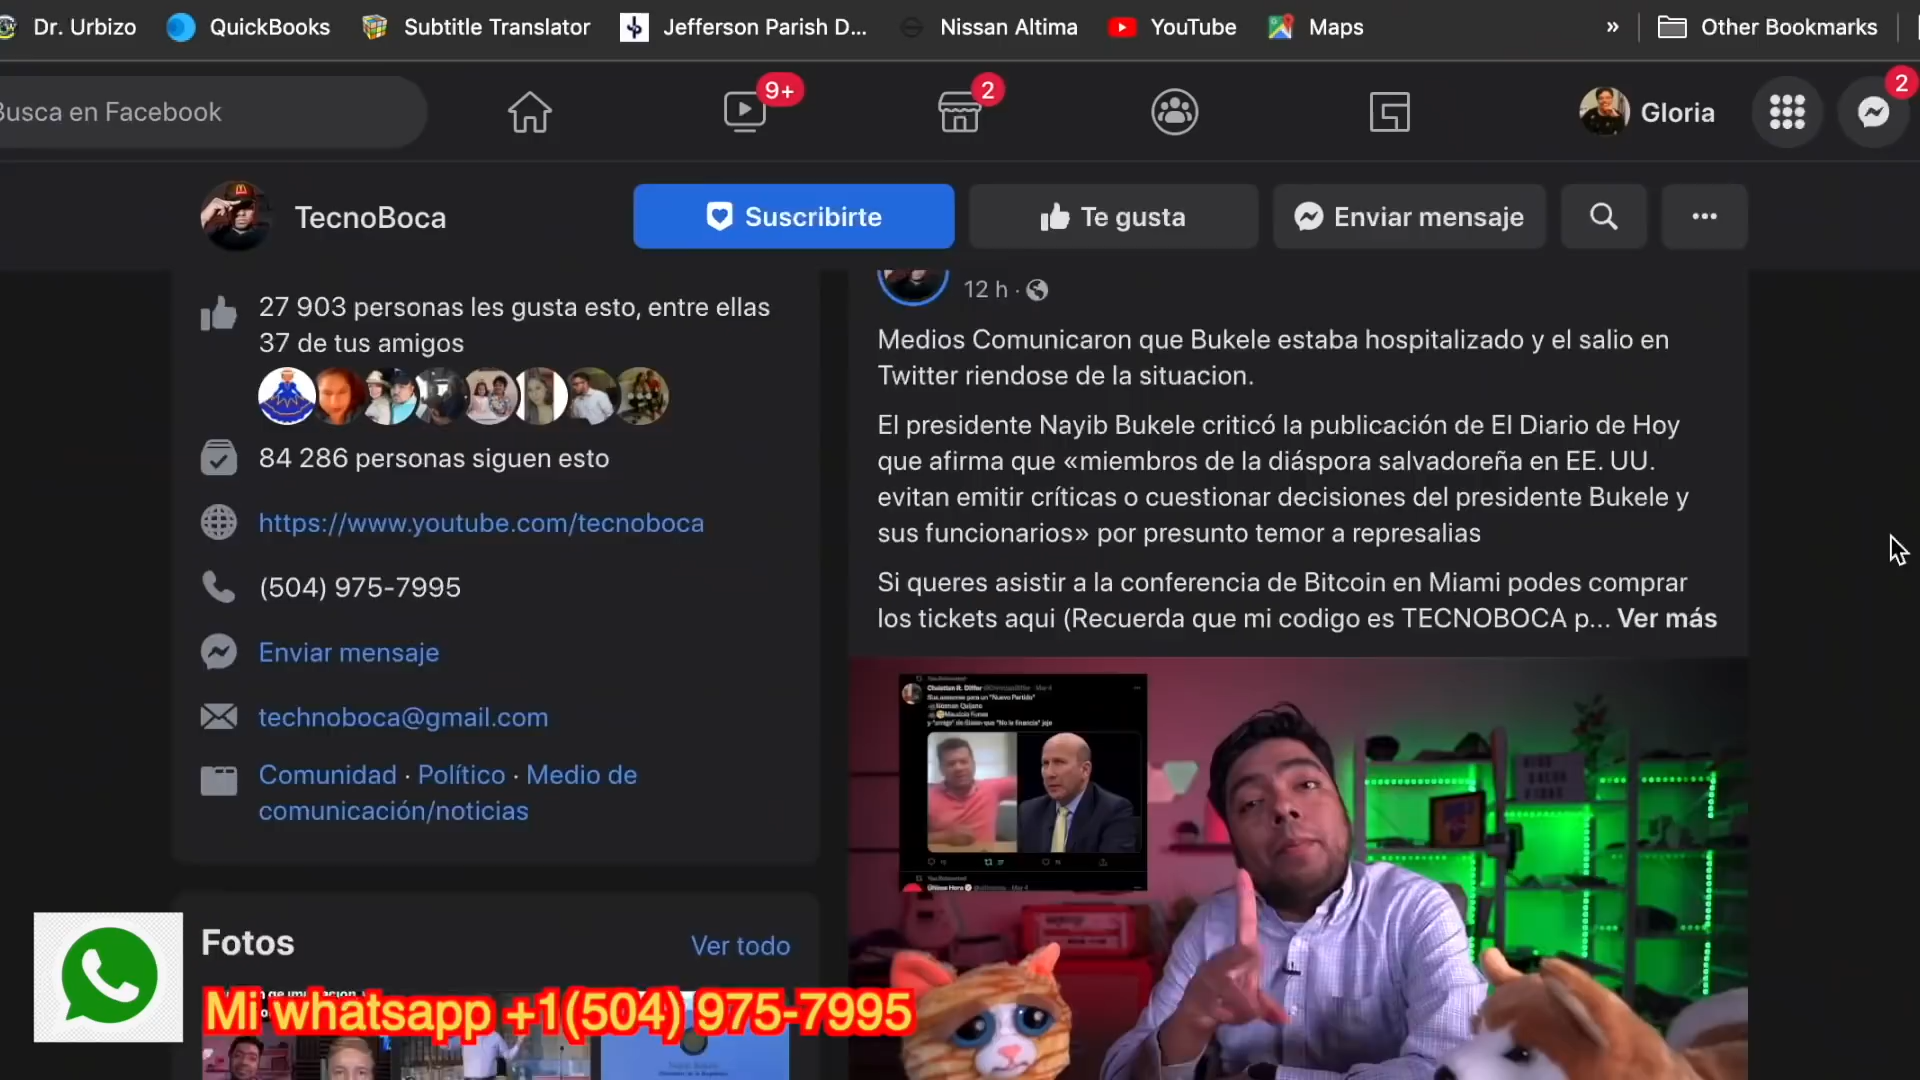 Dr. Urbizo
QuickBooks
Subtitle Translator
Jefferson Parish D...
Nissan Altima
YouTube
Maps
»
Other Bookmarks
Busca en Facebook
9+
2
Gloria
2
TecnoBoca
Suscribirte
Te gusta
Enviar mensaje
27 903 personas les gusta esto, entre ellas
37 de tus amigos
84 286 personas siguen esto
https://www.youtube.com/tecnoboca
(504) 975-7995
Enviar mensaje
technoboca@gmail.com
Comunidad · Político · Medio de
comunicación/noticias
Fotos
Ver todo
12 h ·
Medios Comunicaron que Bukele estaba hospitalizado y el salio en
Twitter riendose de la situacion.
El presidente Nayib Bukele criticó la publicación de El Diario de Hoy
que afirma que «miembros de la diáspora salvadoreña en EE. UU.
evitan emitir críticas o cuestionar decisiones del presidente Bukele y
sus funcionarios» por presunto temor a represalias
Si queres asistir a la conferencia de Bitcoin en Miami podes comprar
los tickets aqui (Recuerda que mi codigo es TECNOBOCA p... Ver más
Mi whatsapp +1(504) 975-7995